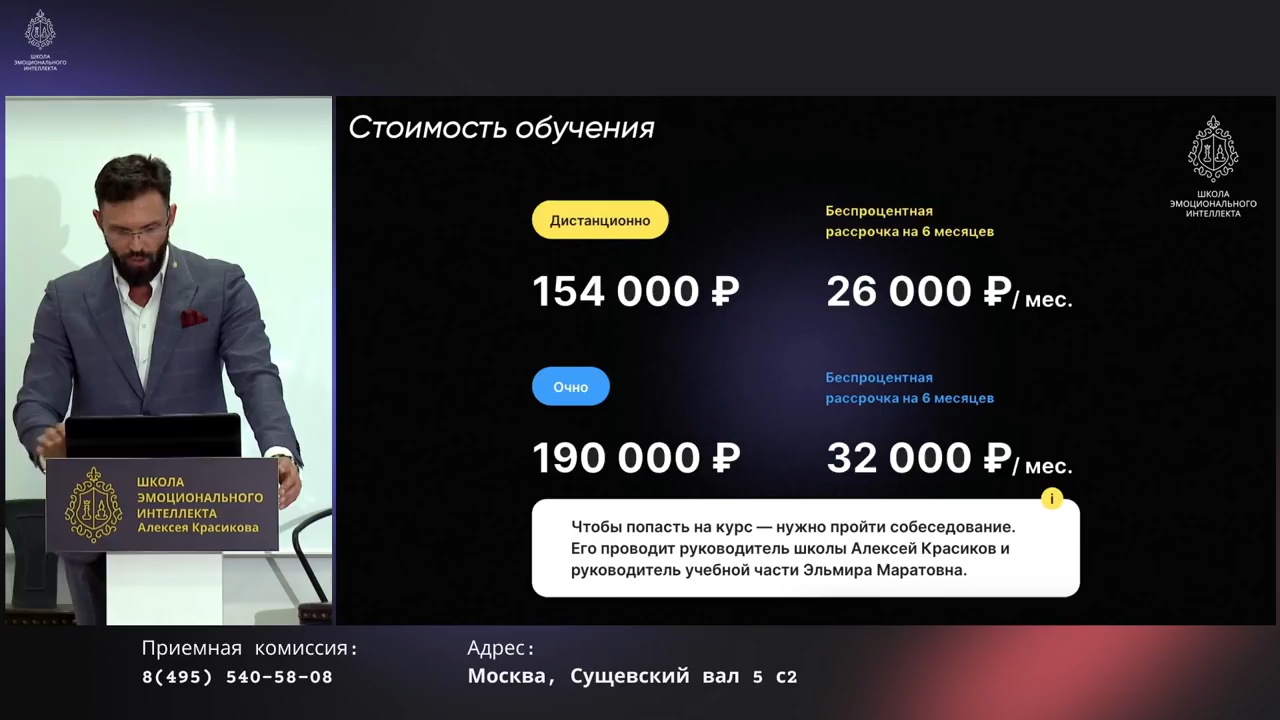 ШКОЛА
ЭМОЦИОНАЛЬНОГО
ИНТЕЛЛЕКТА
Стоимость обучения
ШКОЛА
ЭМОЦИОНАЛЬНОГО
ИНТЕЛЛЕКТА
Дистанционно
Беспроцентная
рассрочка на 6 месяцев
154 000 ₽
26 000 ₽/ мес.
Очно
Беспроцентная
рассрочка на 6 месяцев
190 000 ₽
32 000 ₽/ мес.
i
Чтобы попасть на курс — нужно пройти собеседование.
Его проводит руководитель школы Алексей Красиков и
руководитель учебной части Эльмира Маратовна.
ШКОЛА
ЭМОЦИОНАЛЬНОГО
ИНТЕЛЛЕКТА
Алексея Красикова
Приемная комиссия:
8(495) 540-58-08
Адрес:
Москва, Сущевский вал 5 с2